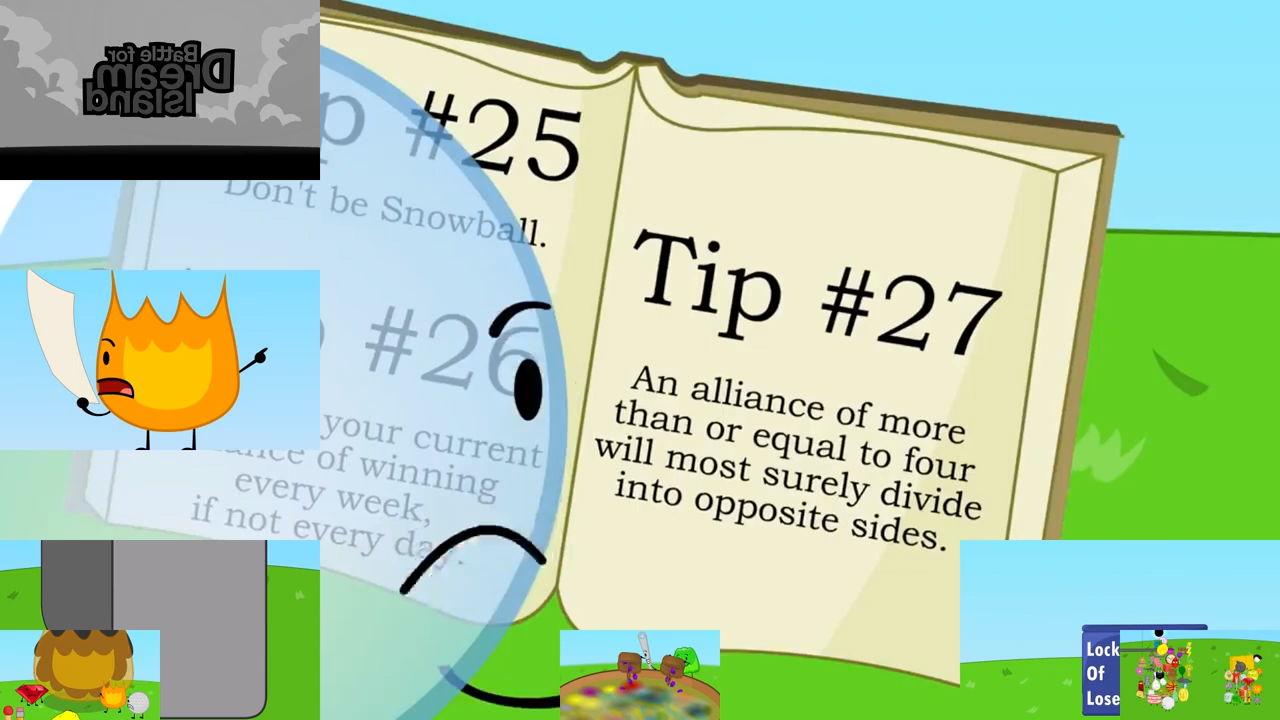 Battle for
Dream
Island
p #25
Don't be Snowball.
#26
your current
ance of winning
every week,
if not every day.
Tip #27
An alliance of more
than or equal to four
will most surely divide
into opposite sides.
Lock
Of
Lose